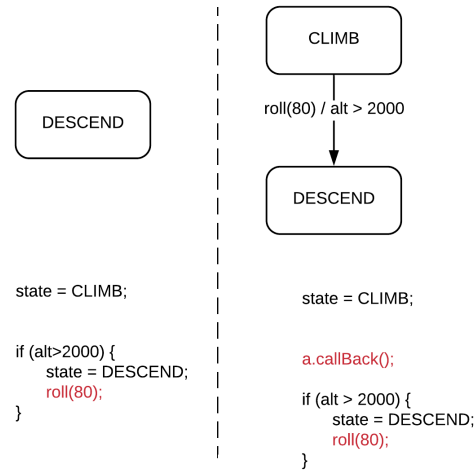 DESCEND
state = CLIMB;
if (alt>2000) {
state = DESCEND;
roll(80);
}
CLIMB
roll(80) / alt > 2000
DESCEND
state = CLIMB;
a.callBack();
if (alt > 2000) {
state = DESCEND;
roll(80);
}